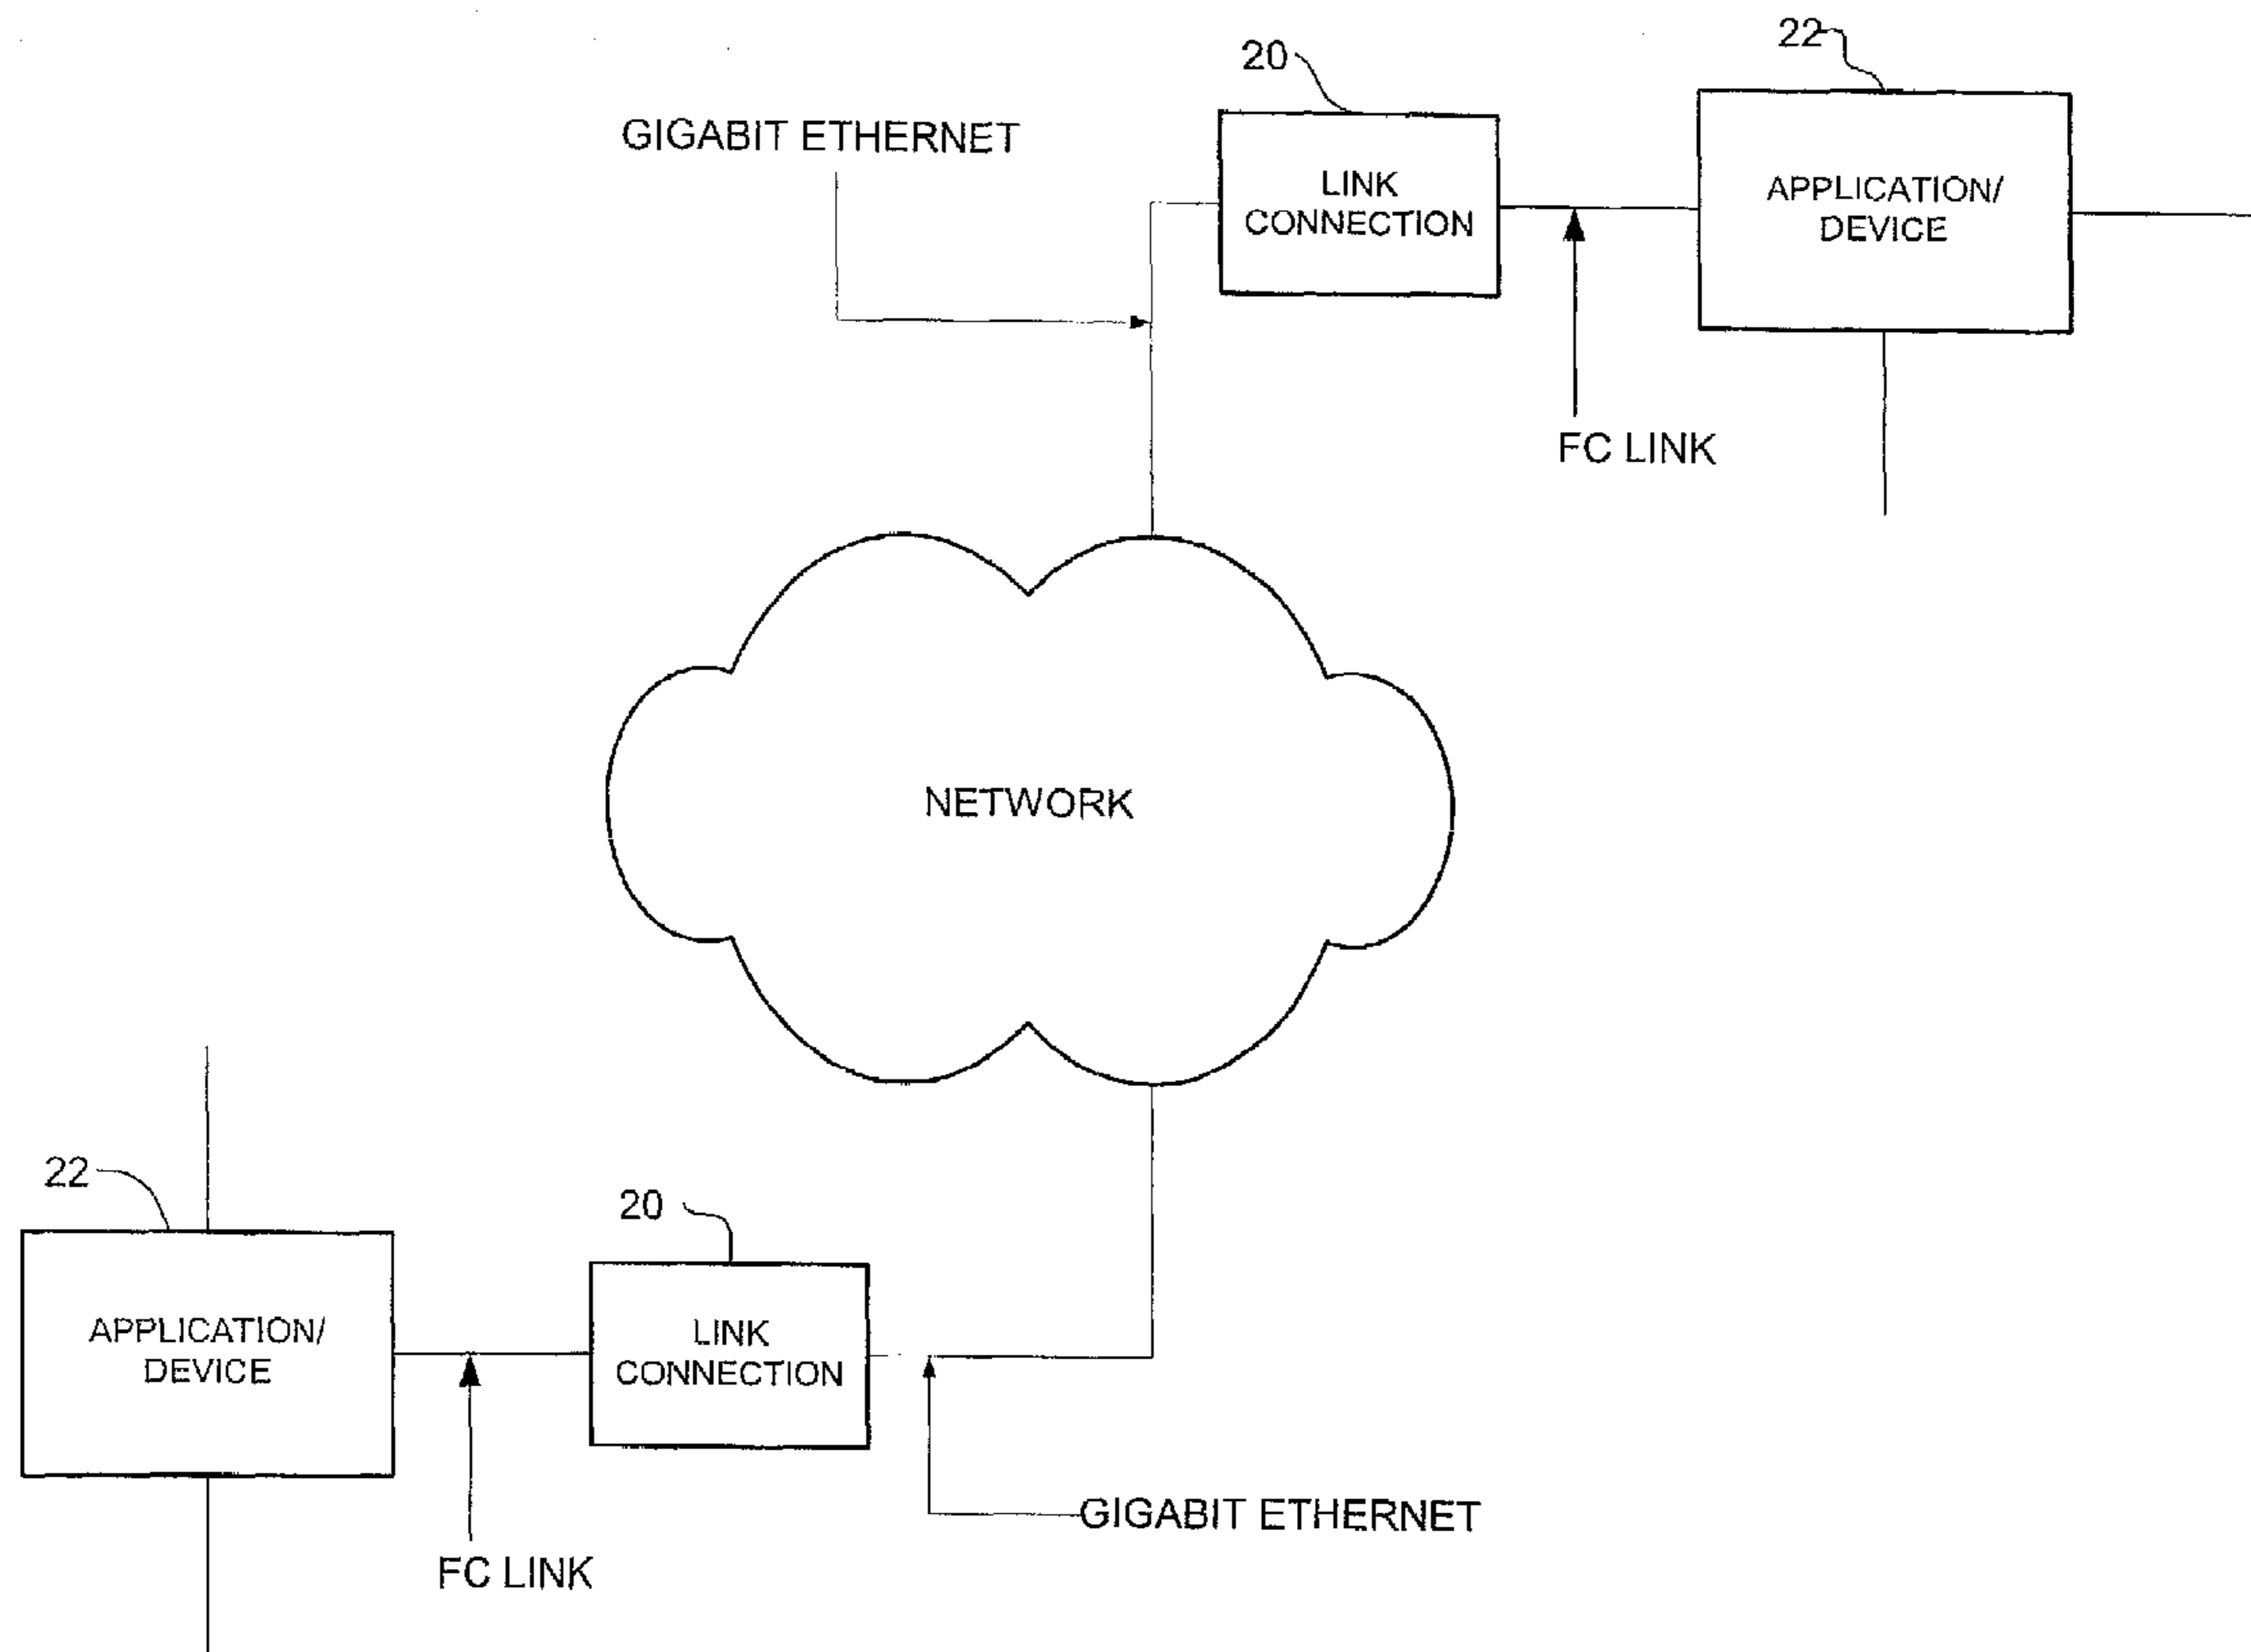 20
22
GIGABIT ETHERNET
LINK
CONNECTION
APPLICATION/
DEVICE
FC LINK
NETWORK
22
20
APPLICATION/
DEVICE
LINK
CONNECTION
GIGABIT ETHERNET
FC LINK